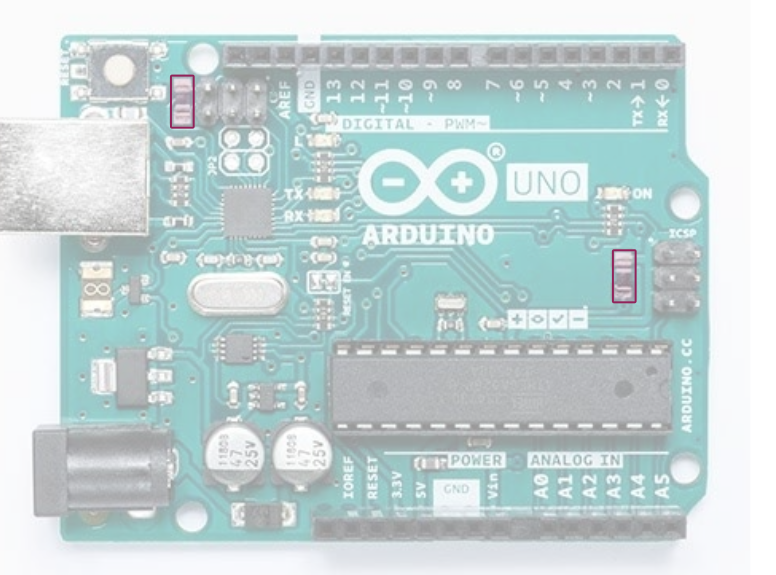 AREF
GND
13
12
~11
~10
~9
8
7
~6
~5
4
~3
2
TX→1
RX←0
DIGITAL - PWM~
JP2
®
UNO
TX
RX
ON
ARDUINO
ICSP
RESET-EN
ARDUINO.CC
47
25V
47
25V
POWER
ANALOG IN
IOREF
RESET
3.3V
5V
GND
Vin
A0
A1
A2
A3
A4
A5